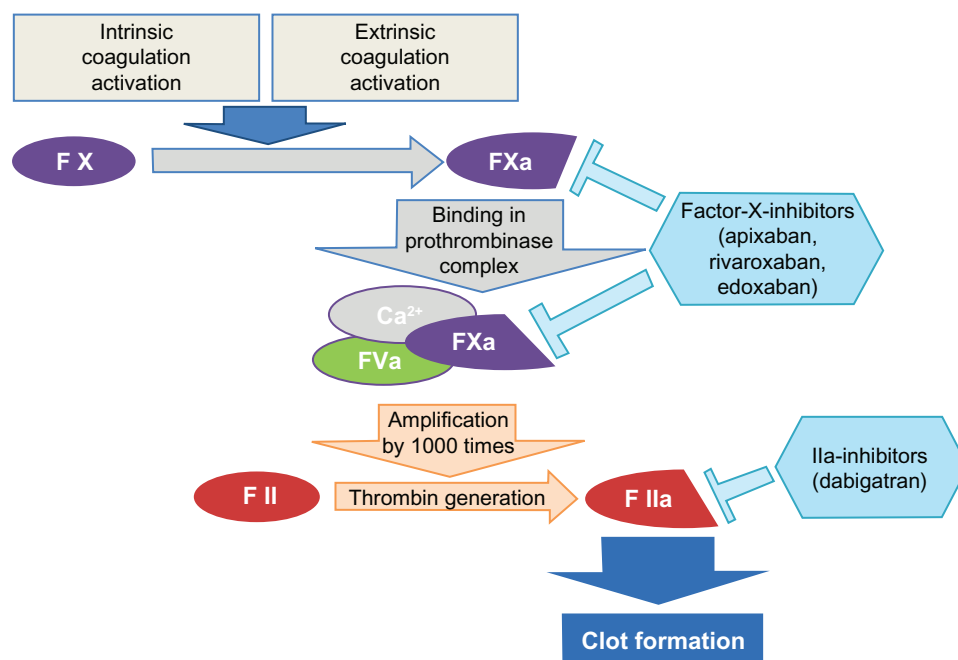 Intrinsic
coagulation
activation
Extrinsic
coagulation
activation
F X
FXa
Binding in
prothrombinase
complex
Factor-X-inhibitors
(apixaban,
rivaroxaban,
edoxaban)
Ca²⁺
FXa
FVa
Amplification
by 1000 times
IIa-inhibitors
(dabigatran)
F II
Thrombin generation
F IIa
Clot formation